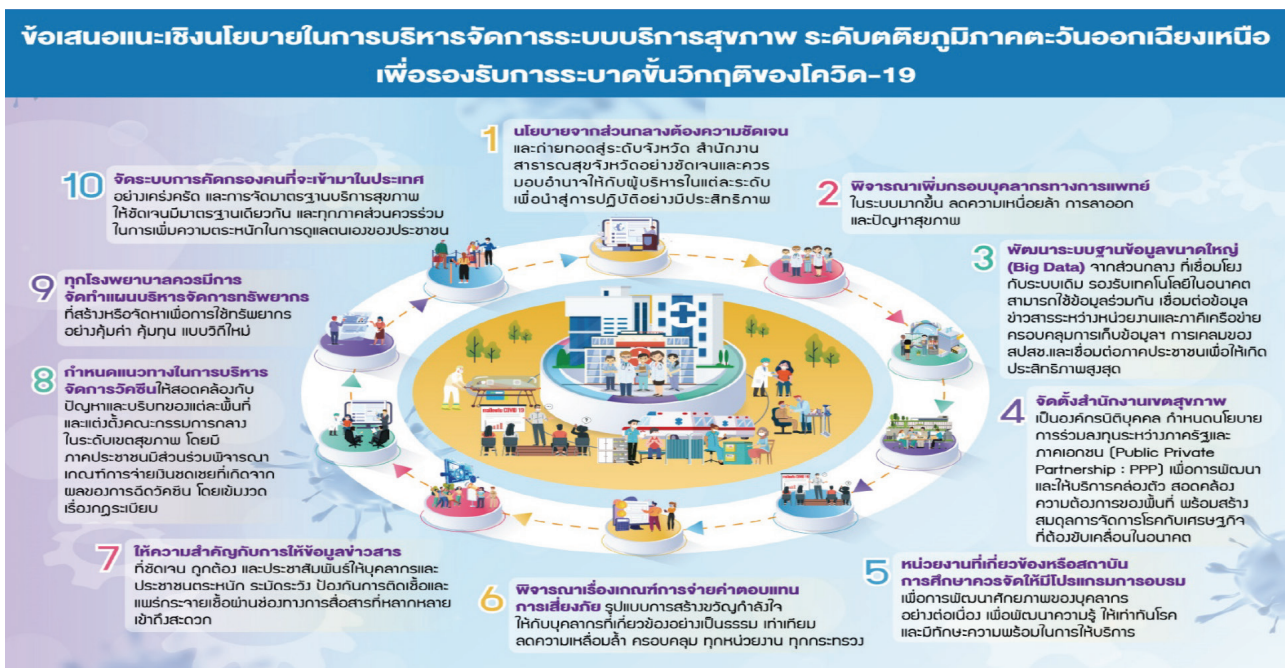 ข้อเสนอแนะเชิงนโยบายในการบริหารจัดการระบบบริการสุขภาพ ระดับตติยภูมิภาคตะวันออกเฉียงเหนือ
เพื่อรองรับการระบาดขั้นวิกฤติของโควิด-19
1
นโยบายจากส่วนกลางต้องความชัดเจน
และถ่ายทอดสู่ระดับจังหวัด สำนักงาน
สาธารณสุขจังหวัดอย่างชัดเจนและควร
มอบอำนาจให้กับผู้บริหารในแต่ละระดับ
เพื่อนำสู่การปฏิบัติอย่างมีประสิทธิภาพ
2
พิจารณาเพิ่มกรอบบุคลากรทางการแพทย์
ในระบบมากขึ้น ลดความเหนื่อยล้า การลาออก
และปัญหาสุขภาพ
3
พัฒนาระบบฐานข้อมูลขนาดใหญ่
(Big Data) จากส่วนกลาง ที่เชื่อมโยง
กับระบบเดิม รองรับเทคโนโลยีในอนาคต
สามารถใช้ข้อมูลร่วมกัน เชื่อมต่อข้อมูล
ข่าวสารระหว่างหน่วยงานและภาคีเครือข่าย
ครอบคลุมการเก็บข้อมูลฯ การเคลมของ
สปสช.และเชื่อมต่อภาคประชาชนเพื่อให้เกิด
ประสิทธิภาพสูงสุด
4
จัดตั้งสำนักงานเขตสุขภาพ
เป็นองค์กรนิติบุคคล กำหนดนโยบาย
การร่วมลงทุนระหว่างภาครัฐและ
ภาคเอกชน (Public Private
Partnership : PPP) เพื่อการพัฒนา
และให้บริการคล่องตัว สอดคล้อง
ความต้องการของพื้นที่ พร้อมสร้าง
สมดุลการจัดการโรคกับเศรษฐกิจ
ที่ต้องขับเคลื่อนในอนาคต
5
หน่วยงานที่เกี่ยวข้องหรือสถาบัน
การศึกษาควรจัดให้มีโปรแกรมการอบรม
เพื่อการพัฒนาศักยภาพของบุคลากร
อย่างต่อเนื่อง เพื่อพัฒนาความรู้ ให้เท่าทันโรค
และมีทักษะความพร้อมในการให้บริการ
6
พิจารณาเรื่องเกณฑ์การจ่ายค่าตอบแทน
การเสี่ยงภัย รูปแบบการสร้างขวัญกำลังใจ
ให้กับบุคลากรที่เกี่ยวข้องอย่างเป็นธรรม เท่าเทียม
ลดความเหลื่อมล้ำ ครอบคลุม ทุกหน่วยงาน ทุกกระทรวง
7
ให้ความสำคัญกับการให้ข้อมูลข่าวสาร
ที่ชัดเจน ถูกต้อง และประชาสัมพันธ์ให้บุคลากรและ
ประชาชนตระหนัก ระมัดระวัง ป้องกันการติดเชื้อและ
แพร่กระจายเชื้อผ่านช่องทางการสื่อสารที่หลากหลาย
เข้าถึงสะดวก
8
กำหนดแนวทางในการบริหาร
จัดการวัคซีนให้สอดคล้องกับ
ปัญหาและบริบทของแต่ละพื้นที่
และแต่งตั้งคณะกรรมการกลาง
ในระดับเขตสุขภาพ โดยมี
ภาคประชาชนมีส่วนร่วมพิจารณา
เกณฑ์การจ่ายเงินชดเชยที่เกิดจาก
ผลของการฉีดวัคซีน โดยเข้มงวด
เรื่องกฎระเบียบ
9
ทุกโรงพยาบาลควรมีการ
จัดทำแผนบริหารจัดการทรัพยากร
ที่สร้างหรือจัดหาเพื่อการใช้ทรัพยากร
อย่างคุ้มค่า คุ้มทุน แบบวิถีใหม่
10
จัดระบบการคัดกรองคนที่จะเข้ามาในประเทศ
อย่างเคร่งครัด และการจัดมาตรฐานบริการสุขภาพ
ให้ชัดเจนมีมาตรฐานเดียวกัน และทุกภาคส่วนควรร่วม
ในการเพิ่มความตระหนักในการดูแลตนเองของประชาชน